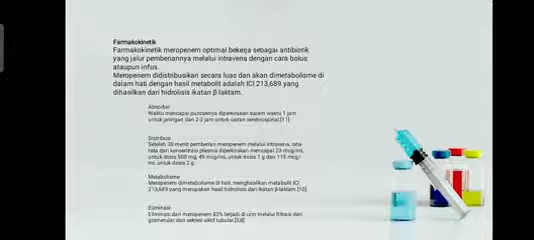 Farmakokinetik
Farmakokinetik meropenem optimal bekerja sebagai antibiotik
yang jalur pemberiannya melalui intravena dengan cara bolus
ataupun infus.
Meropenem didistribusikan secara luas dan akan dimetabolisme di
dalam hati dengan hasil metabolit adalah ICI 213,689 yang
dihasilkan dari hidrolisis ikatan β laktam.
Absorbsi
Waktu mencapai puncaknya diperkirakan dalam waktu 1 jam
untuk jaringan dan 2-3 jam untuk cairan serebrospinal.[11]
Distribusi
Setelah 30 menit pemberian meropenem melalui intravena, rata-
rata dari konsentrasi plasma diperkirakan mencapai 23 mcg/mL
untuk dosis 500 mg, 49 mcg/mL untuk dosis 1 g dan 115 mcg/
mL untuk dosis 2 g.
Metabolisme
Meropenem dimetabolisme di hati, menghasilkan metabolit ICI
213,689 yang merupakan hasil hidrolisis dari ikatan β laktam [10]
Eliminasi
Eliminasi dari meropenem 83% terjadi di urin melalui filtrasi dari
glomerular dan sekresi aktif tubular.[3,8]